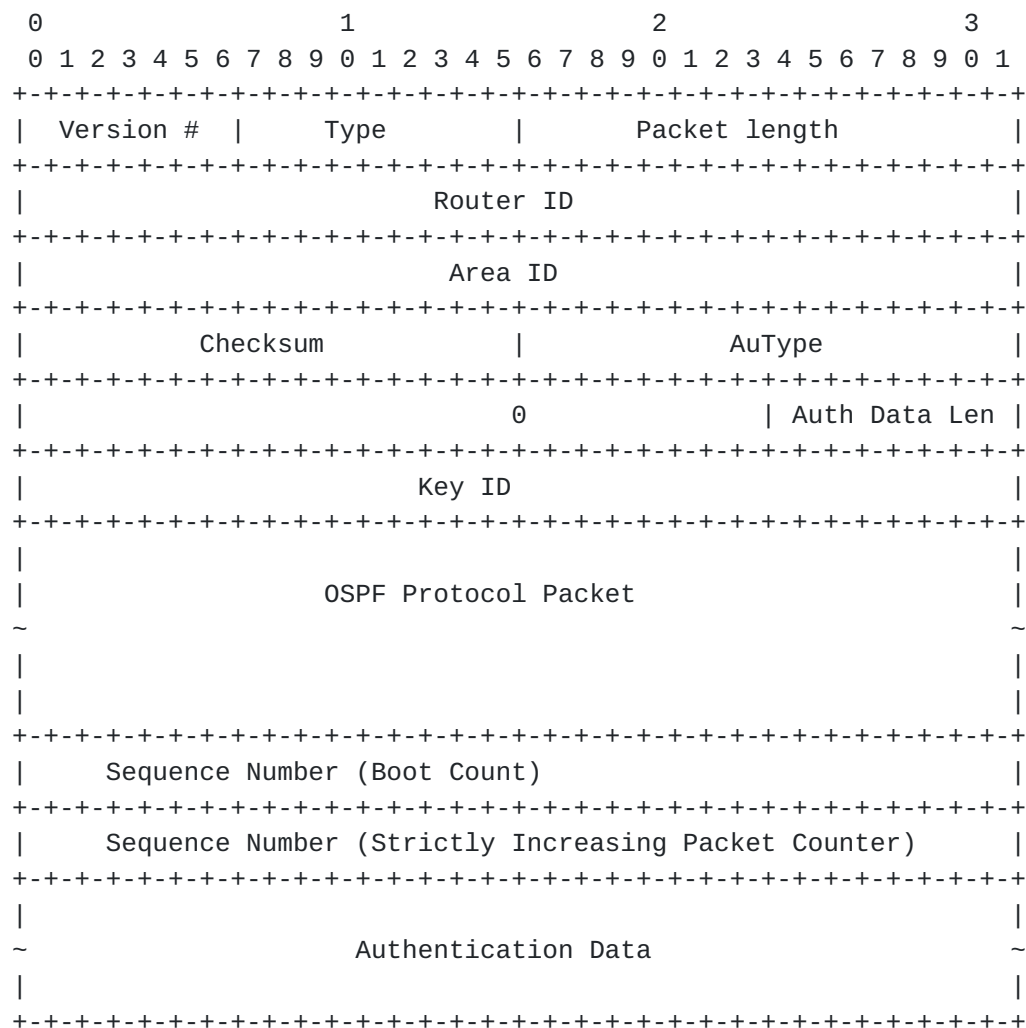 0                   1                   2                   3
 0 1 2 3 4 5 6 7 8 9 0 1 2 3 4 5 6 7 8 9 0 1 2 3 4 5 6 7 8 9 0 1
+-+-+-+-+-+-+-+-+-+-+-+-+-+-+-+-+-+-+-+-+-+-+-+-+-+-+-+-+-+-+-+-+
|  Version #  |     Type        |       Packet length           |
+-+-+-+-+-+-+-+-+-+-+-+-+-+-+-+-+-+-+-+-+-+-+-+-+-+-+-+-+-+-+-+-+
|                          Router ID                            |
+-+-+-+-+-+-+-+-+-+-+-+-+-+-+-+-+-+-+-+-+-+-+-+-+-+-+-+-+-+-+-+-+
|                           Area ID                             |
+-+-+-+-+-+-+-+-+-+-+-+-+-+-+-+-+-+-+-+-+-+-+-+-+-+-+-+-+-+-+-+-+
|           Checksum            |             AuType            |
+-+-+-+-+-+-+-+-+-+-+-+-+-+-+-+-+-+-+-+-+-+-+-+-+-+-+-+-+-+-+-+-+
|                               0               | Auth Data Len |
+-+-+-+-+-+-+-+-+-+-+-+-+-+-+-+-+-+-+-+-+-+-+-+-+-+-+-+-+-+-+-+-+
|                         Key ID                                |
+-+-+-+-+-+-+-+-+-+-+-+-+-+-+-+-+-+-+-+-+-+-+-+-+-+-+-+-+-+-+-+-+
|                                                               |
|                   OSPF Protocol Packet                        |
~                                                               ~
|                                                               |
|                                                               |
+-+-+-+-+-+-+-+-+-+-+-+-+-+-+-+-+-+-+-+-+-+-+-+-+-+-+-+-+-+-+-+-+
|     Sequence Number (Boot Count)                              |
+-+-+-+-+-+-+-+-+-+-+-+-+-+-+-+-+-+-+-+-+-+-+-+-+-+-+-+-+-+-+-+-+
|     Sequence Number (Strictly Increasing Packet Counter)      |
+-+-+-+-+-+-+-+-+-+-+-+-+-+-+-+-+-+-+-+-+-+-+-+-+-+-+-+-+-+-+-+-+
|                                                               |
~                     Authentication Data                       ~
|                                                               |
+-+-+-+-+-+-+-+-+-+-+-+-+-+-+-+-+-+-+-+-+-+-+-+-+-+-+-+-+-+-+-+-+